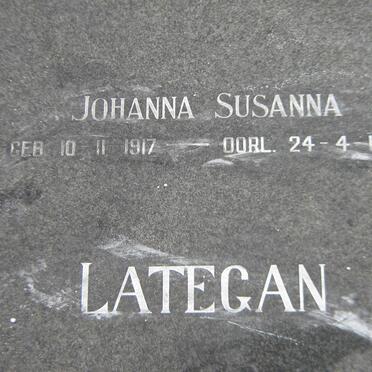 JOHANNA SUSANNA
GEB 10 11 1917 — OORL. 24-4-
LATEGAN